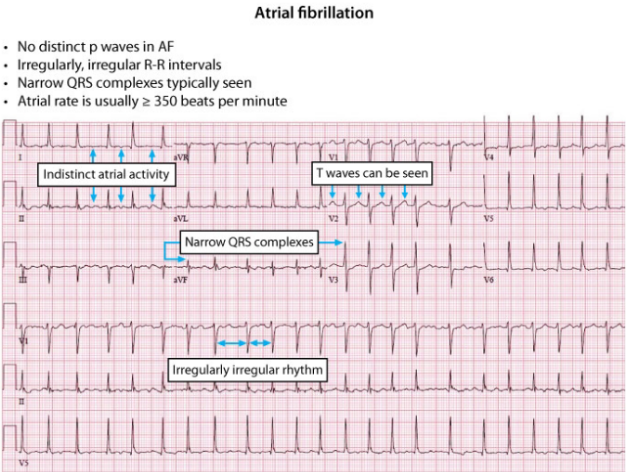 Atrial fibrillation
• No distinct p waves in AF
• Irregularly, irregular R-R intervals
• Narrow QRS complexes typically seen
• Atrial rate is usually ≥ 350 beats per minute
I aVR V1 V4
Indistinct atrial activity
T waves can be seen
II aVL V2 V5
Narrow QRS complexes
III aVF V3 V6
V1
Irregularly irregular rhythm
II
V5